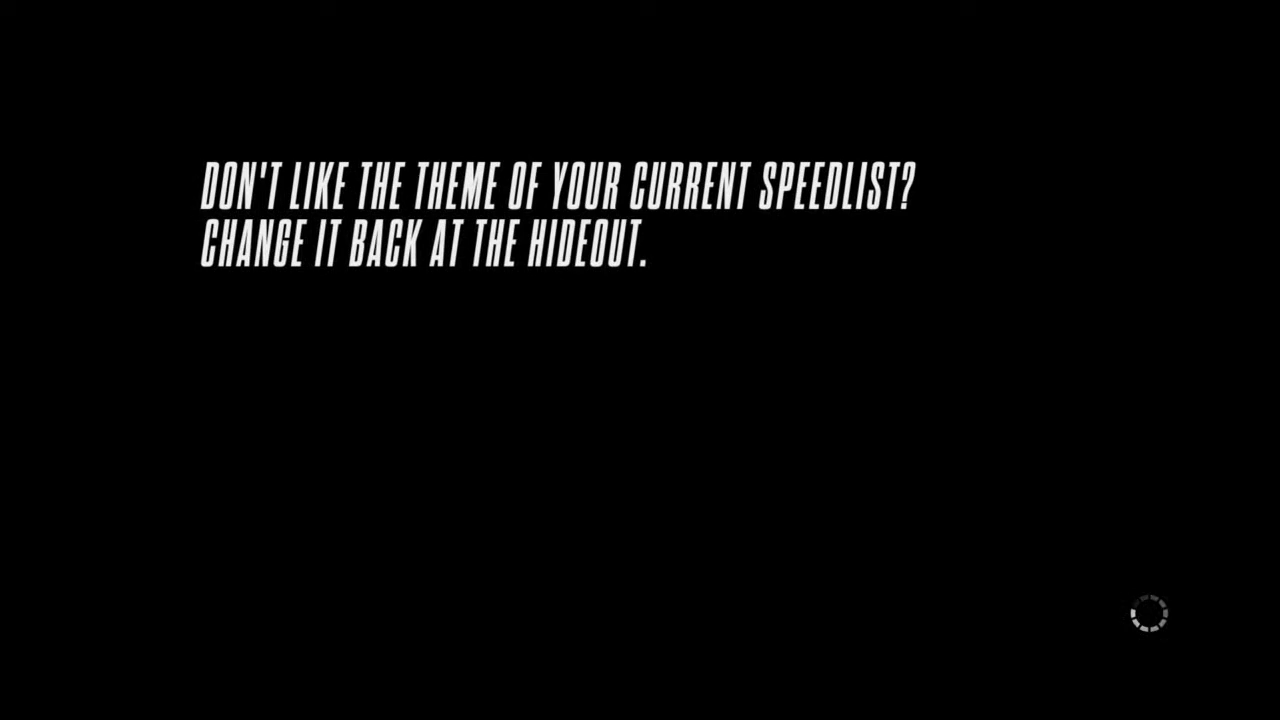 DON'T LIKE THE THEME OF YOUR CURRENT SPEEDLIST?
CHANGE IT BACK AT THE HIDEOUT.